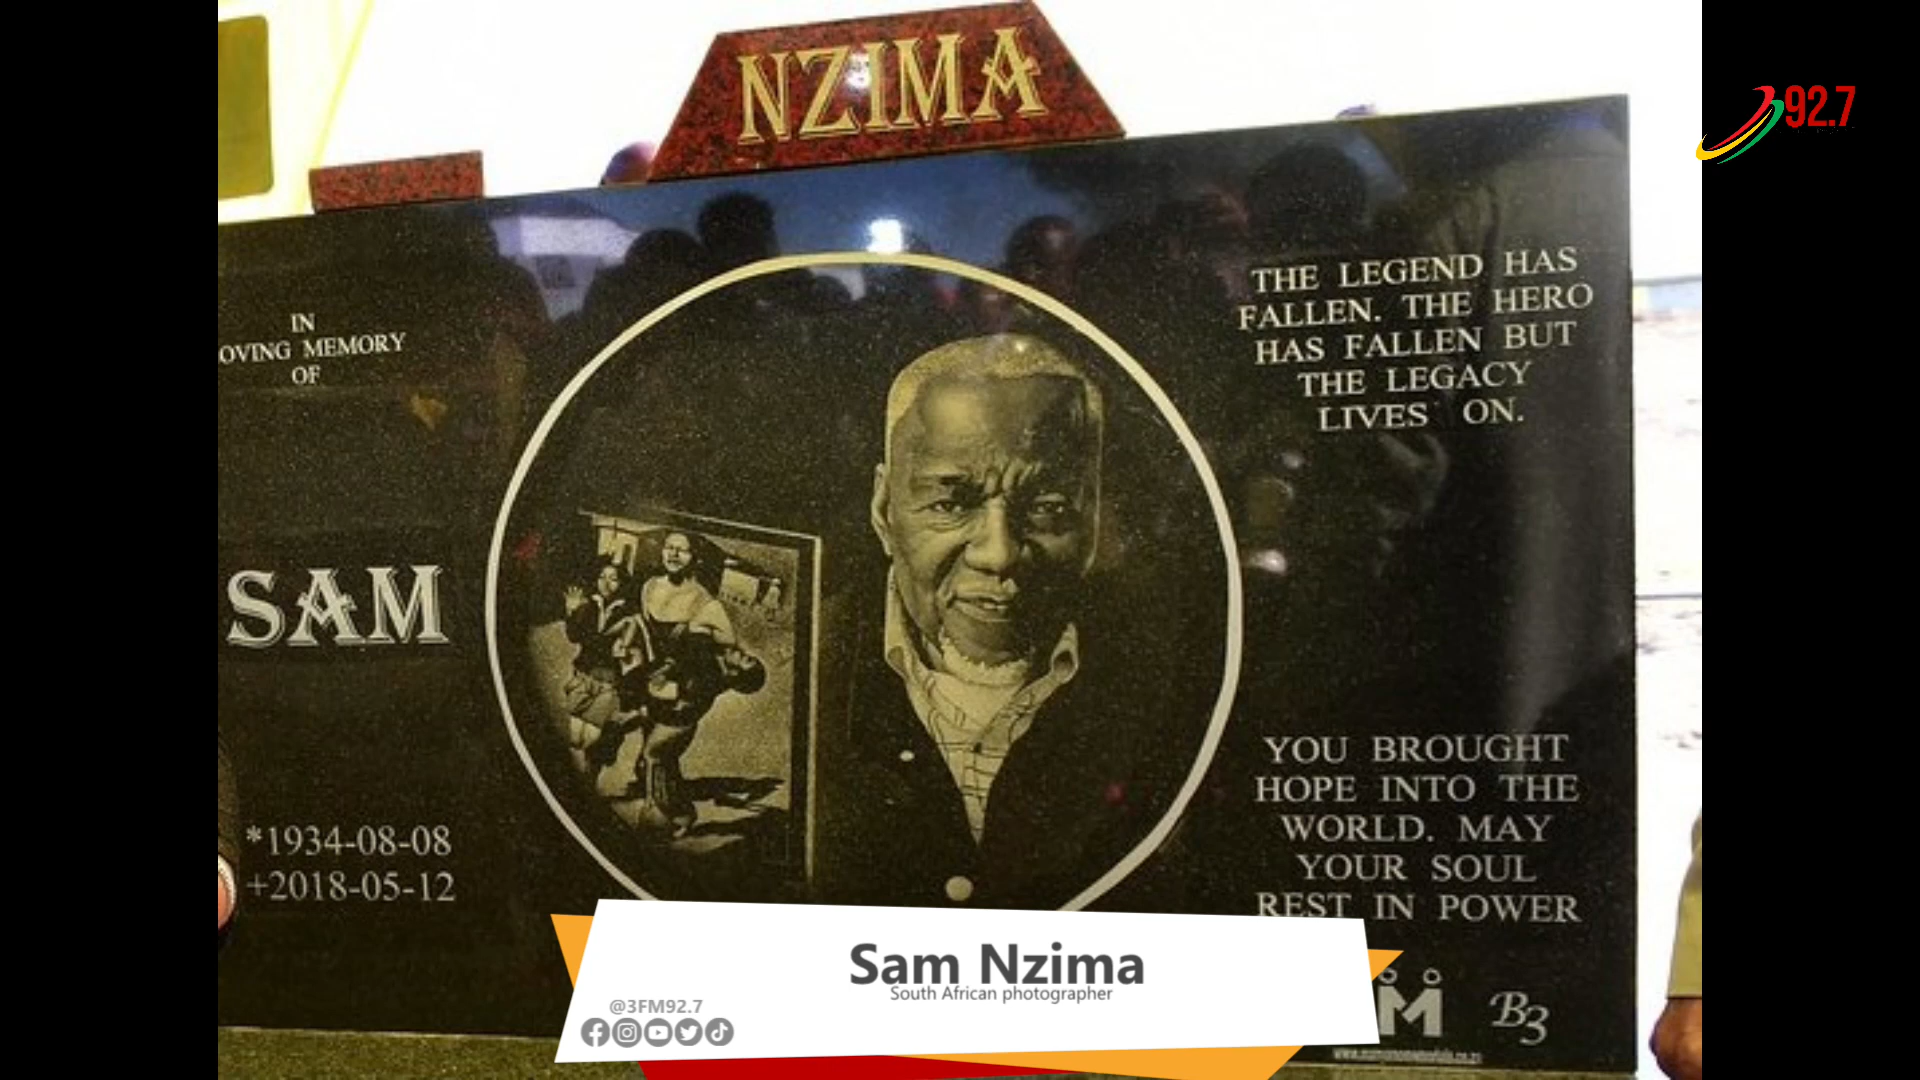 NZIMA
92.7
IN
OVING MEMORY
OF
SAM
*1934-08-08
+2018-05-12
THE LEGEND HAS
FALLEN. THE HERO
HAS FALLEN BUT
THE LEGACY
LIVES ON.
YOU BROUGHT
HOPE INTO THE
WORLD. MAY
YOUR SOUL
REST IN POWER
B3
Sam Nzima
South African photographer
@3FM92.7